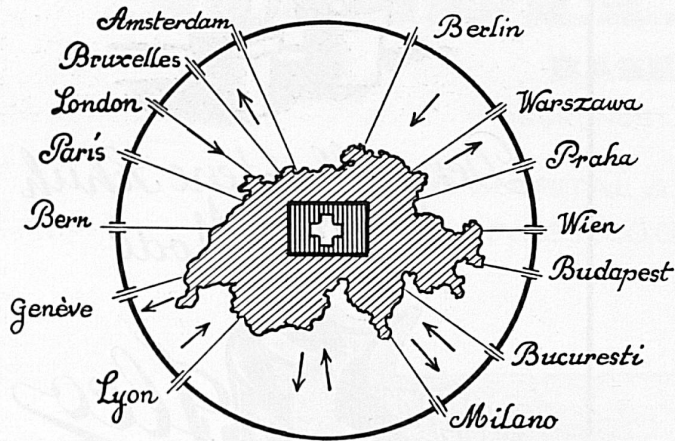 Amsterdam
Bruxelles
London
Paris
Bern
Genève
Lyon
Berlin
Warszawa
Praha
Wien
Budapest
Bucuresti
Milano